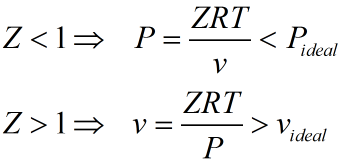 Z < 1 ⇒ P = ZRT / v < P_ideal
Z > 1 ⇒ v = ZRT / P > v_ideal